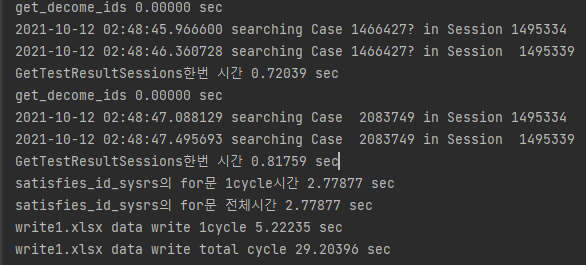 get_decome_ids 0.00000 sec
2021-10-12 02:48:45.966600 searching Case 1466427? in Session 1495334
2021-10-12 02:48:46.360728 searching Case 1466427? in Session  1495339
GetTestResultSessions한번 시간 0.72039 sec
get_decome_ids 0.00000 sec
2021-10-12 02:48:47.088129 searching Case  2083749 in Session 1495334
2021-10-12 02:48:47.495693 searching Case  2083749 in Session  1495339
GetTestResultSessions한번 시간 0.81759 sec
satisfies_id_sysrs의 for문 1cycle시간 2.77877 sec
satisfies_id_sysrs의 for문 전체시간 2.77877 sec
write1.xlsx data write 1cycle 5.22235 sec
write1.xlsx data write total cycle 29.20396 sec